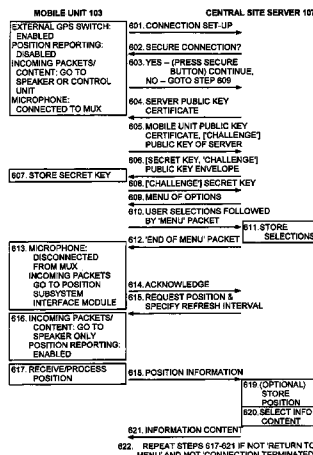 MOBILE UNIT 103
CENTRAL SITE SERVER 107
EXTERNAL GPS SWITCH:
ENABLED
POSITION REPORTING:
DISABLED
INCOMING PACKETS/
CONTENT: GO TO
SPEAKER OR CONTROL
UNIT
MICROPHONE:
CONNECTED TO MUX
601. CONNECTION SET-UP
602. SECURE CONNECTION?
603. YES – (PRESS SECURE
BUTTON) CONTINUE,
NO – GOTO STEP 609
604. SERVER PUBLIC KEY
CERTIFICATE
605. MOBILE UNIT PUBLIC KEY
CERTIFICATE, ['CHALLENGE']
PUBLIC KEY OF SERVER
606. [SECRET KEY, 'CHALLENGE']
PUBLIC KEY ENVELOPE
607. STORE SECRET KEY
608. ['CHALLENGE'] SECRET KEY
609. MENU OF OPTIONS
610. USER SELECTIONS FOLLOWED
BY 'MENU' PACKET
611. STORE
SELECTIONS
612. 'END OF MENU' PACKET
613. MICROPHONE:
DISCONNECTED
FROM MUX
INCOMING PACKETS
GO TO POSITION
SUBSYSTEM
INTERFACE MODULE
614. ACKNOWLEDGE
615. REQUEST POSITION &
SPECIFY REFRESH INTERVAL
616. INCOMING PACKETS/
CONTENT: GO TO
SPEAKER ONLY
POSITION REPORTING:
ENABLED
617. RECEIVE/PROCESS
POSITION
618. POSITION INFORMATION
619. (OPTIONAL)
STORE
POSITION
620. SELECT INFO
CONTENT
621. INFORMATION CONTENT
622. REPEAT STEPS 617-621 IF NOT 'RETURN TO
MENU' AND NOT 'CONNECTION TERMINATED'